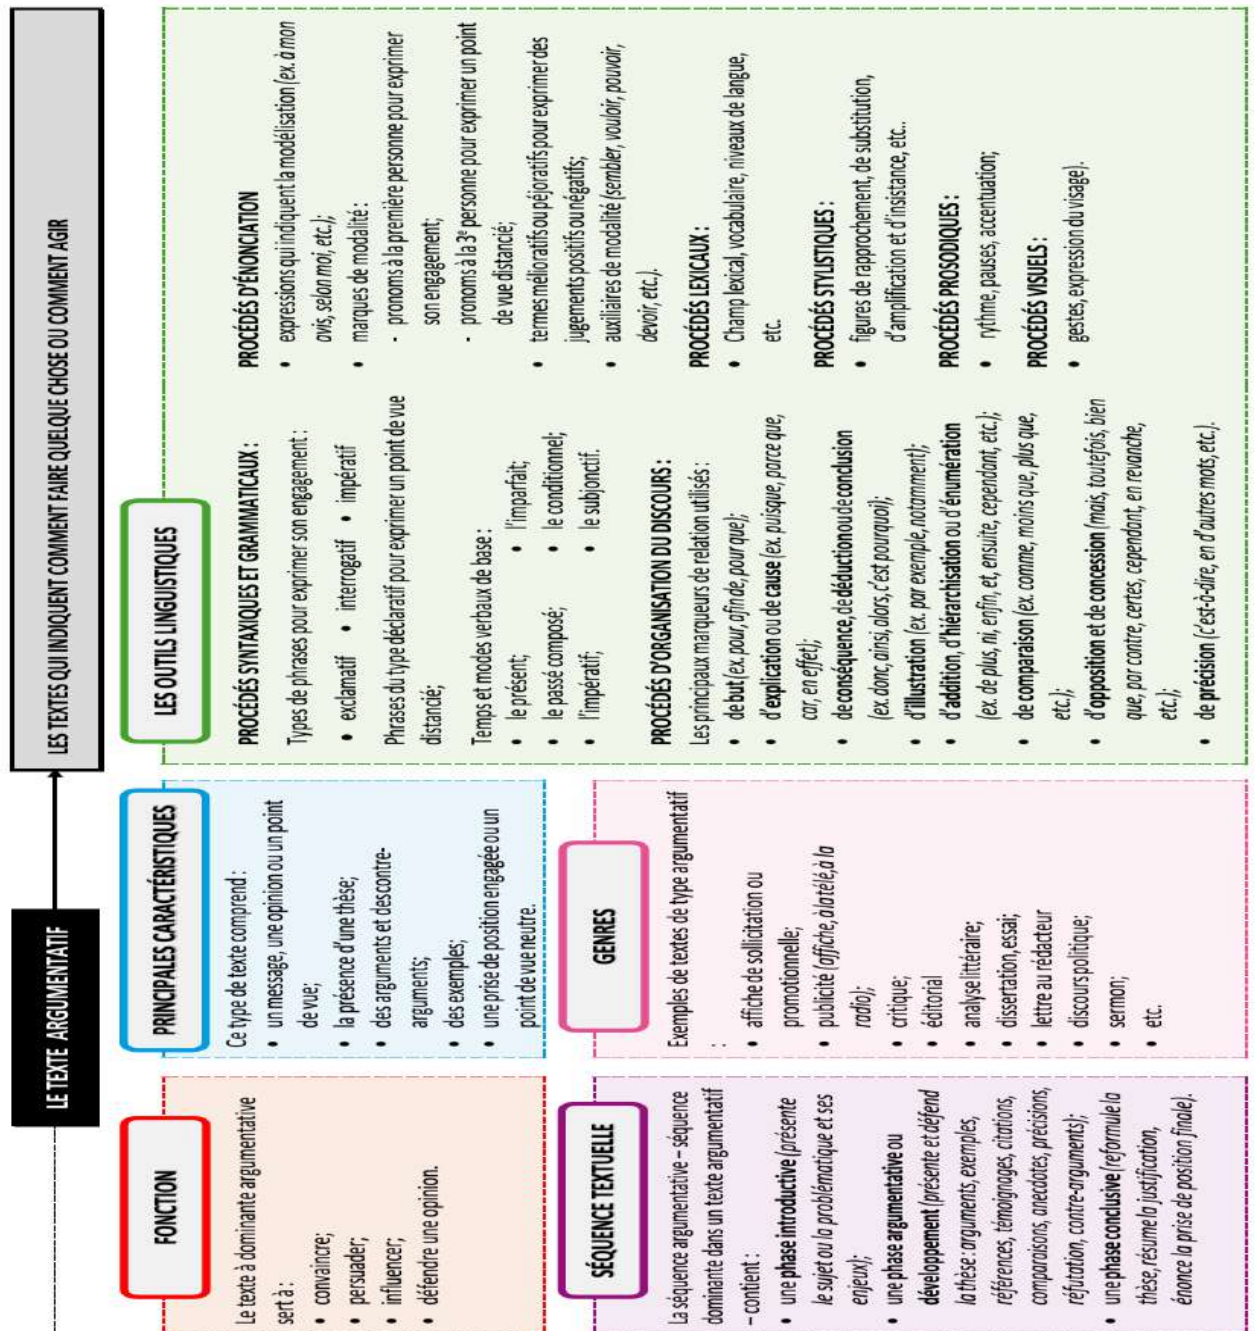 LE TEXTE ARGUMENTATIF
LES TEXTES QUI INDIQUENT COMMENT FAIRE QUELQUE CHOSE OU COMMENT AGIR
FONCTION
Le texte à dominante argumentative
sert à :
• convaincre;
• persuader;
• influencer;
• défendre une opinion.
PRINCIPALES CARACTÉRISTIQUES
Ce type de texte comprend :
• un message, une opinion ou un point
de vue;
• la présence d'une thèse;
• des arguments et des contre-
arguments;
• des exemples;
• une prise de position engagée ou un
point de vue neutre.
SÉQUENCE TEXTUELLE
La séquence argumentative – séquence
dominante dans un texte argumentatif
– contient :
• une phase introductive (présente
le sujet ou la problématique et ses
enjeux);
• une phase argumentative ou
développement (présente et défend
la thèse : arguments, exemples,
références, témoignages, citations,
comparaisons, anecdotes, précisions,
réfutation, contre-arguments);
• une phase conclusive (reformule la
thèse, résume la justification,
énonce la prise de position finale).
GENRES
Exemples de textes de type argumentatif
:
• affiche de sollicitation ou
promotionnelle;
• publicité (affiche, à la télé, à la
radio);
• critique;
• éditorial
• analyse littéraire;
• dissertation, essai;
• lettre au rédacteur
• discours politique;
• sermon;
• etc.
LES OUTILS LINGUISTIQUES
PROCÉDÉS SYNTAXIQUES ET GRAMMATICAUX :
Types de phrases pour exprimer son engagement :
• exclamatif • interrogatif • impératif
Phrases du type déclaratif pour exprimer un point de vue
distancié;
Temps et modes verbaux de base :
• le présent; • l'imparfait;
• le passé composé; • le conditionnel;
• l'impératif; • le subjonctif.
PROCÉDÉS D'ORGANISATION DU DISCOURS :
Les principaux marqueurs de relation utilisés :
• de but (ex. pour, afin de, pour que);
• d'explication ou de cause (ex. puisque, parce que,
car, en effet);
• de conséquence, de déduction ou de conclusion
(ex. donc, ainsi, alors, c'est pourquoi);
• d'illustration (ex. par exemple, notamment);
• d'addition, d'hiérarchisation ou d'énumération
(ex. de plus, ni, enfin, et, ensuite, cependant, etc.);
• de comparaison (ex. comme, moins que, plus que,
etc.);
• d'opposition et de concession (mais, toutefois, bien
que, par contre, certes, cependant, en revanche,
etc.);
• de précision (c'est-à-dire, en d'autres mots, etc.).
PROCÉDÉS D'ÉNONCIATION
• expressions qui indiquent la modélisation (ex. à mon
avis, selon moi, etc.);
• marques de modalité :
- pronoms à la première personne pour exprimer
son engagement;
- pronoms à la 3e personne pour exprimer un point
de vue distancié;
• termes mélioratifs ou péjoratifs pour exprimer des
jugements positifs ou négatifs;
• auxiliaires de modalité (sembler, vouloir, pouvoir,
devoir, etc.).
PROCÉDÉS LEXICAUX :
• Champ lexical, vocabulaire, niveaux de langue,
etc.
PROCÉDÉS STYLISTIQUES :
• figures de rapprochement, de substitution,
d'amplification et d'insistance, etc..
PROCÉDÉS PROSODIQUES :
• rythme, pauses, accentuation;
PROCÉDÉS VISUELS :
• gestes, expression du visage).